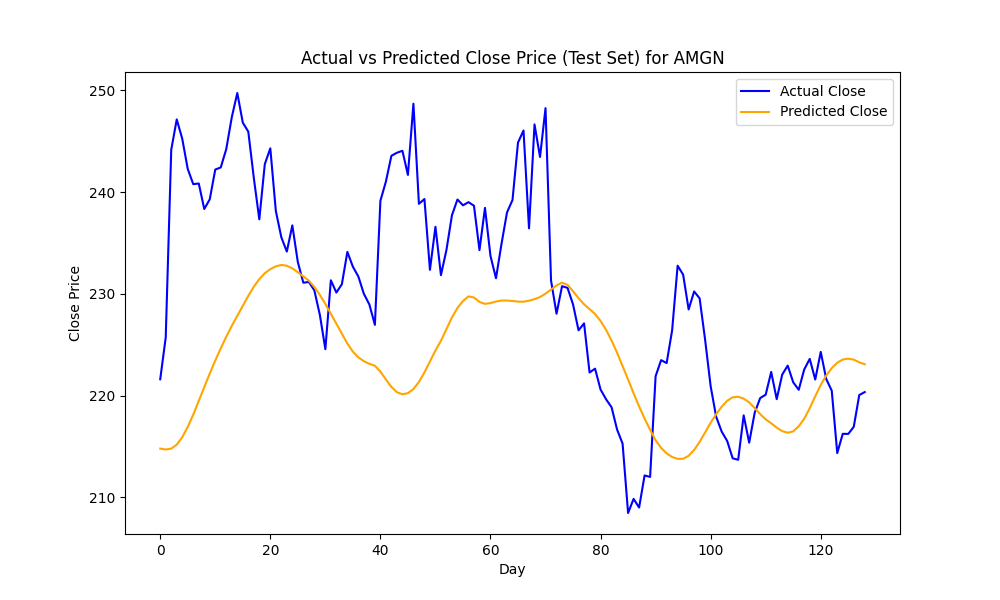 Actual vs Predicted Close Price (Test Set) for AMGN
Actual Close
Predicted Close
250
240
230
220
210
Close Price
0 20 40 60 80 100 120
Day